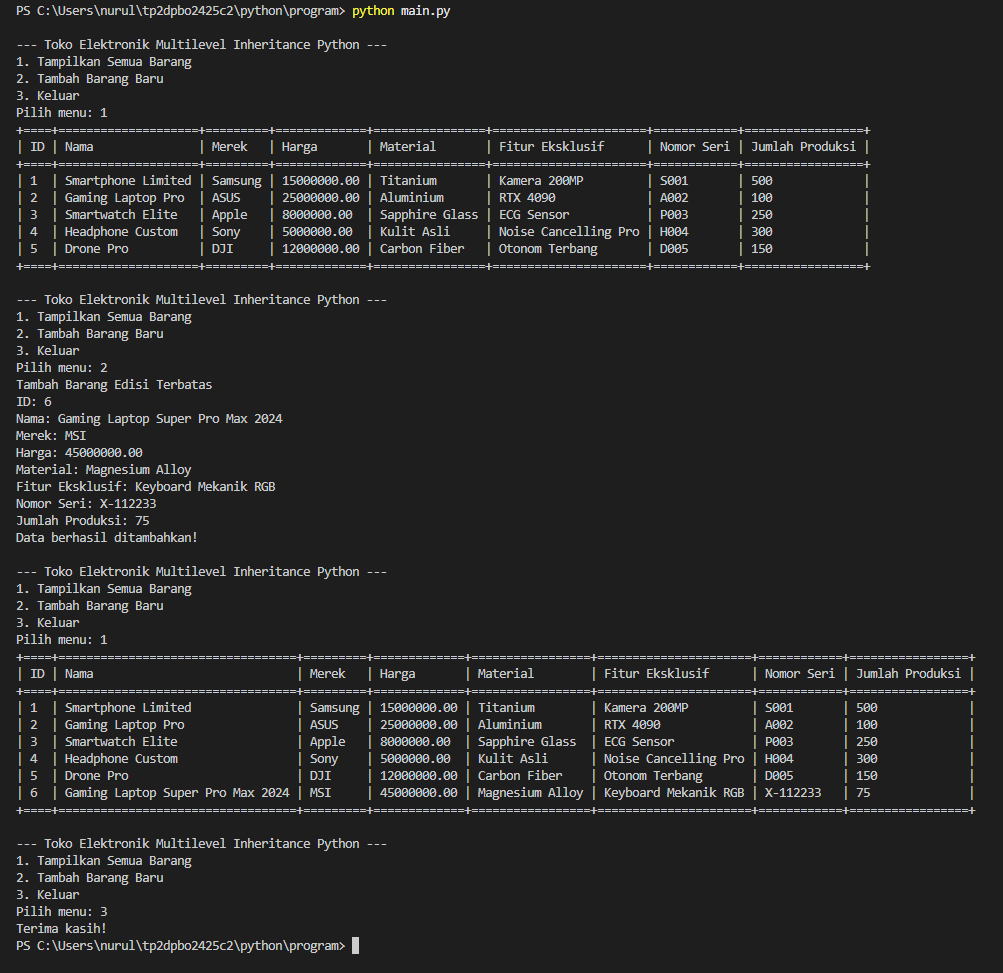 PS C:\Users\nurul\tp2dpbo2425c2\python\program> python main.py
--- Toko Elektronik Multilevel Inheritance Python ---
1. Tampilkan Semua Barang
2. Tambah Barang Baru
3. Keluar
Pilih menu: 1
+====+====================+=========+=============+================+======================+============+=================+
| ID | Nama               | Merek   | Harga       | Material       | Fitur Eksklusif      | Nomor Seri | Jumlah Produksi |
+====+====================+=========+=============+================+======================+============+=================+
| 1  | Smartphone Limited | Samsung | 15000000.00 | Titanium       | Kamera 200MP         | S001       | 500             |
| 2  | Gaming Laptop Pro  | ASUS    | 25000000.00 | Aluminium      | RTX 4090             | A002       | 100             |
| 3  | Smartwatch Elite   | Apple   | 8000000.00  | Sapphire Glass | ECG Sensor           | P003       | 250             |
| 4  | Headphone Custom   | Sony    | 5000000.00  | Kulit Asli     | Noise Cancelling Pro | H004       | 300             |
| 5  | Drone Pro          | DJI     | 12000000.00 | Carbon Fiber   | Otonom Terbang       | D005       | 150             |
+====+====================+=========+=============+================+======================+============+=================+
--- Toko Elektronik Multilevel Inheritance Python ---
1. Tampilkan Semua Barang
2. Tambah Barang Baru
3. Keluar
Pilih menu: 2
Tambah Barang Edisi Terbatas
ID: 6
Nama: Gaming Laptop Super Pro Max 2024
Merek: MSI
Harga: 45000000.00
Material: Magnesium Alloy
Fitur Eksklusif: Keyboard Mekanik RGB
Nomor Seri: X-112233
Jumlah Produksi: 75
Data berhasil ditambahkan!
--- Toko Elektronik Multilevel Inheritance Python ---
1. Tampilkan Semua Barang
2. Tambah Barang Baru
3. Keluar
Pilih menu: 1
+====+==================================+=========+=============+=================+======================+============+=================+
| ID | Nama                             | Merek   | Harga       | Material        | Fitur Eksklusif      | Nomor Seri | Jumlah Produksi |
+====+==================================+=========+=============+=================+======================+============+=================+
| 1  | Smartphone Limited               | Samsung | 15000000.00 | Titanium        | Kamera 200MP         | S001       | 500             |
| 2  | Gaming Laptop Pro                | ASUS    | 25000000.00 | Aluminium       | RTX 4090             | A002       | 100             |
| 3  | Smartwatch Elite                 | Apple   | 8000000.00  | Sapphire Glass  | ECG Sensor           | P003       | 250             |
| 4  | Headphone Custom                 | Sony    | 5000000.00  | Kulit Asli      | Noise Cancelling Pro | H004       | 300             |
| 5  | Drone Pro                        | DJI     | 12000000.00 | Carbon Fiber    | Otonom Terbang       | D005       | 150             |
| 6  | Gaming Laptop Super Pro Max 2024 | MSI     | 45000000.00 | Magnesium Alloy | Keyboard Mekanik RGB | X-112233   | 75              |
+====+==================================+=========+=============+=================+======================+============+=================+
--- Toko Elektronik Multilevel Inheritance Python ---
1. Tampilkan Semua Barang
2. Tambah Barang Baru
3. Keluar
Pilih menu: 3
Terima kasih!
PS C:\Users\nurul\tp2dpbo2425c2\python\program>